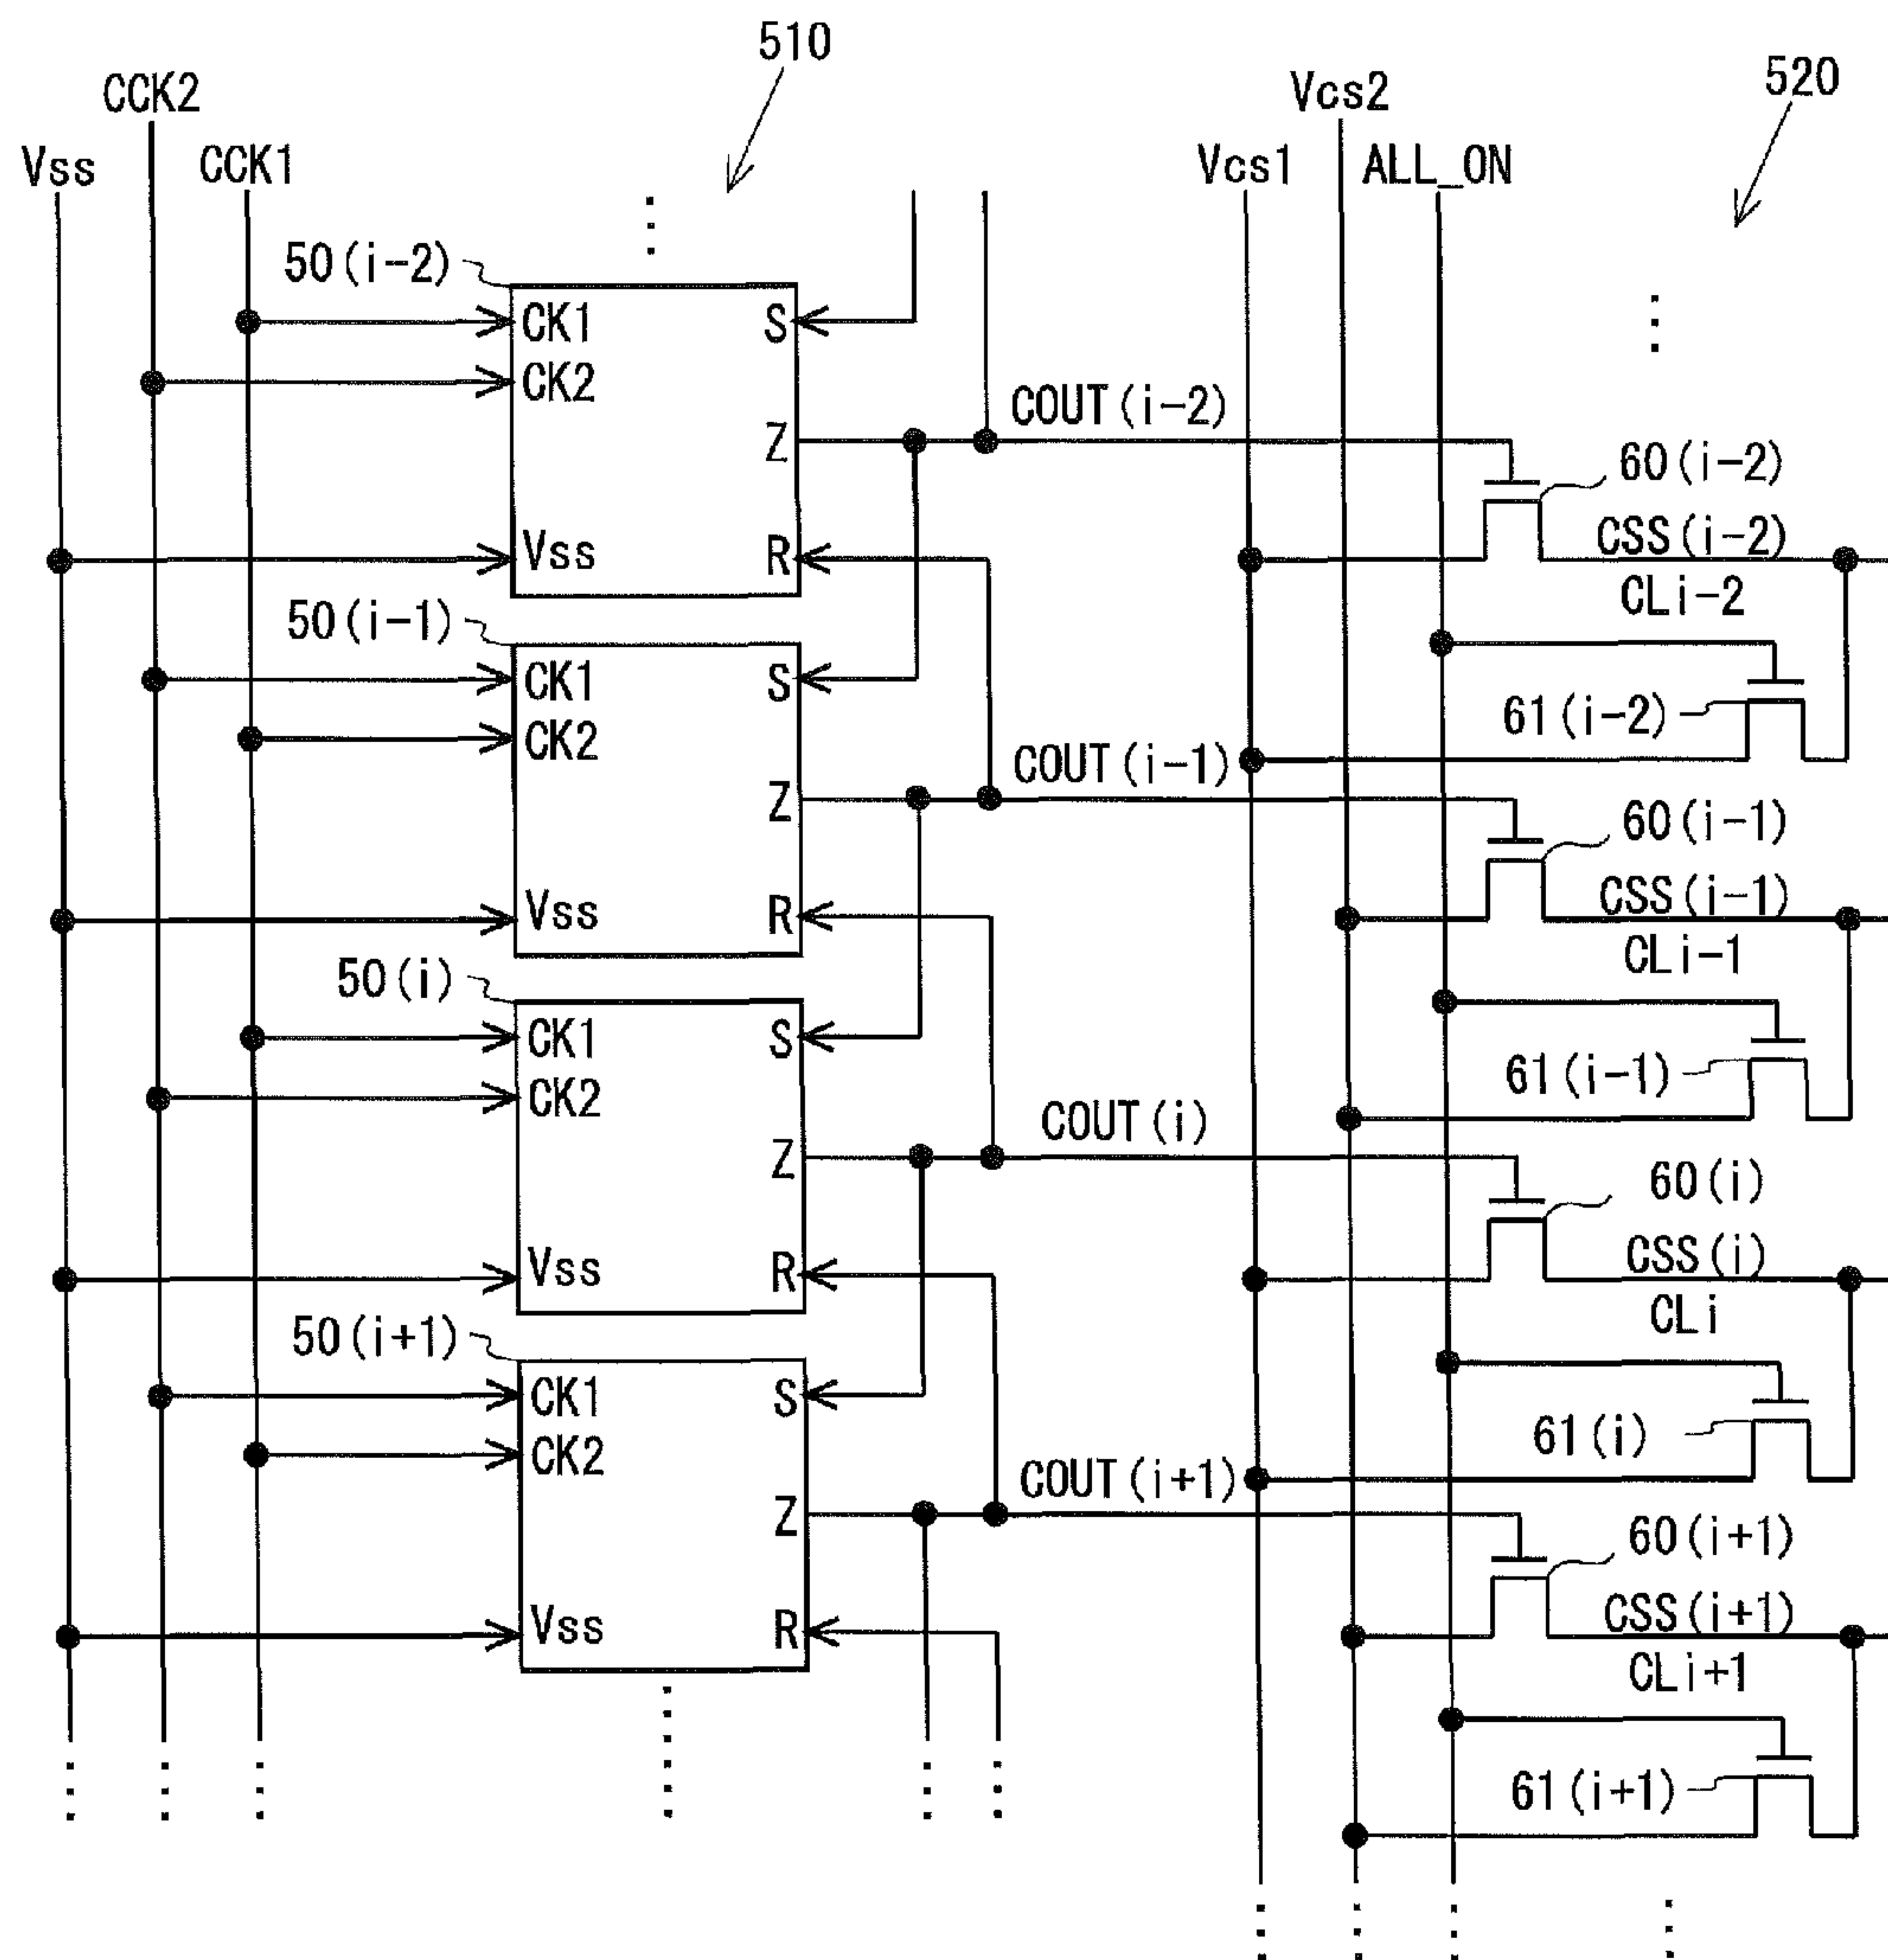 510
520
CCK2
Vcs2
Vss
CCK1
Vcs1
ALL_ON
50(i-2)
CK1
S
CK2
COUT(i-2)
Z
60(i-2)
CSS(i-2)
Vss
R
CLi-2
50(i-1)
CK1
S
61(i-2)
CK2
COUT(i-1)
Z
60(i-1)
CSS(i-1)
Vss
R
CLi-1
50(i)
CK1
S
61(i-1)
CK2
COUT(i)
Z
60(i)
CSS(i)
Vss
R
CLi
50(i+1)
CK1
S
61(i)
CK2
COUT(i+1)
Z
60(i+1)
CSS(i+1)
Vss
R
CLi+1
61(i+1)